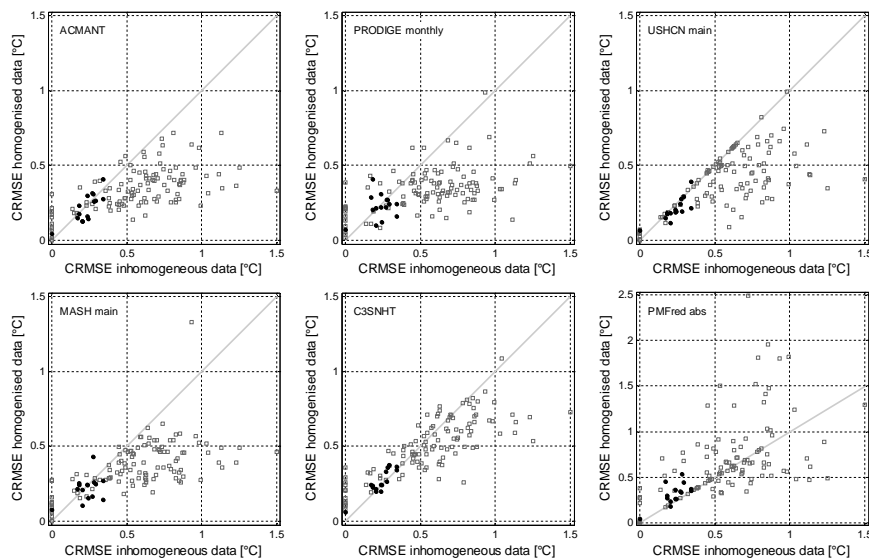 ACMANT
CRMSE homogenised data [°C]
1.5
1
0.5
0
0
0.5
1
1.5
CRMSE inhomogeneous data [°C]
PRODIGE monthly
CRMSE homogenised data [°C]
1.5
1
0.5
0
0
0.5
1
1.5
CRMSE inhomogeneous data [°C]
USHCN main
CRMSE homogenised data [°C]
1.5
1
0.5
0
0
0.5
1
1.5
CRMSE inhomogeneous data [°C]
MASH main
CRMSE homogenised data [°C]
1.5
1
0.5
0
0
0.5
1
1.5
CRMSE inhomogeneous data [°C]
C3SNHT
CRMSE homogenised data [°C]
1.5
1
0.5
0
0
0.5
1
1.5
CRMSE inhomogeneous data [°C]
PMFred abs
CRMSE homogenised data [°C]
2.5
2
1.5
1
0.5
0
0
0.5
1
1.5
CRMSE inhomogeneous data [°C]